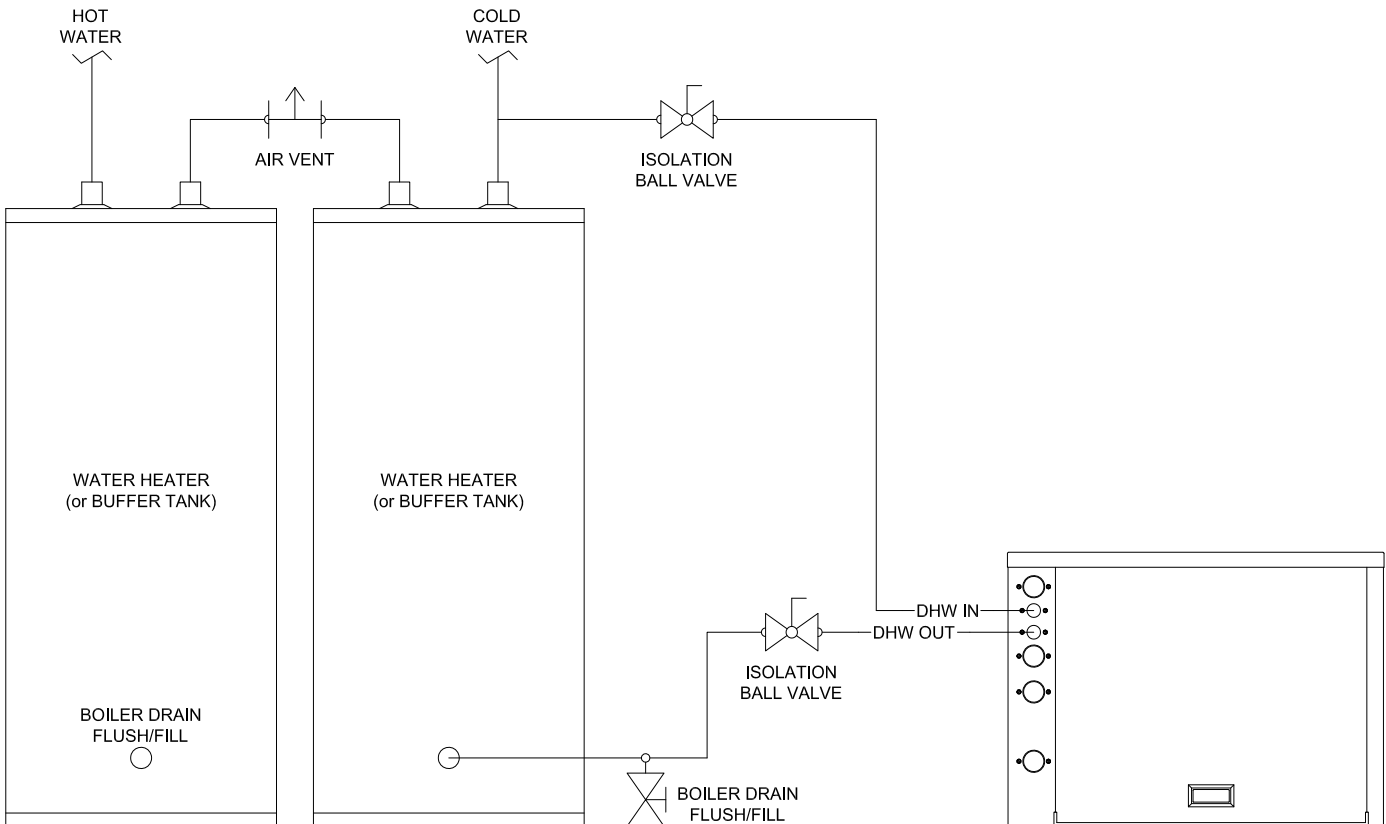 HOT
WATER
COLD
WATER
AIR VENT
ISOLATION
BALL VALVE
WATER HEATER
(or BUFFER TANK)
WATER HEATER
(or BUFFER TANK)
DHW IN
DHW OUT
ISOLATION
BALL VALVE
BOILER DRAIN
FLUSH/FILL
BOILER DRAIN
FLUSH/FILL